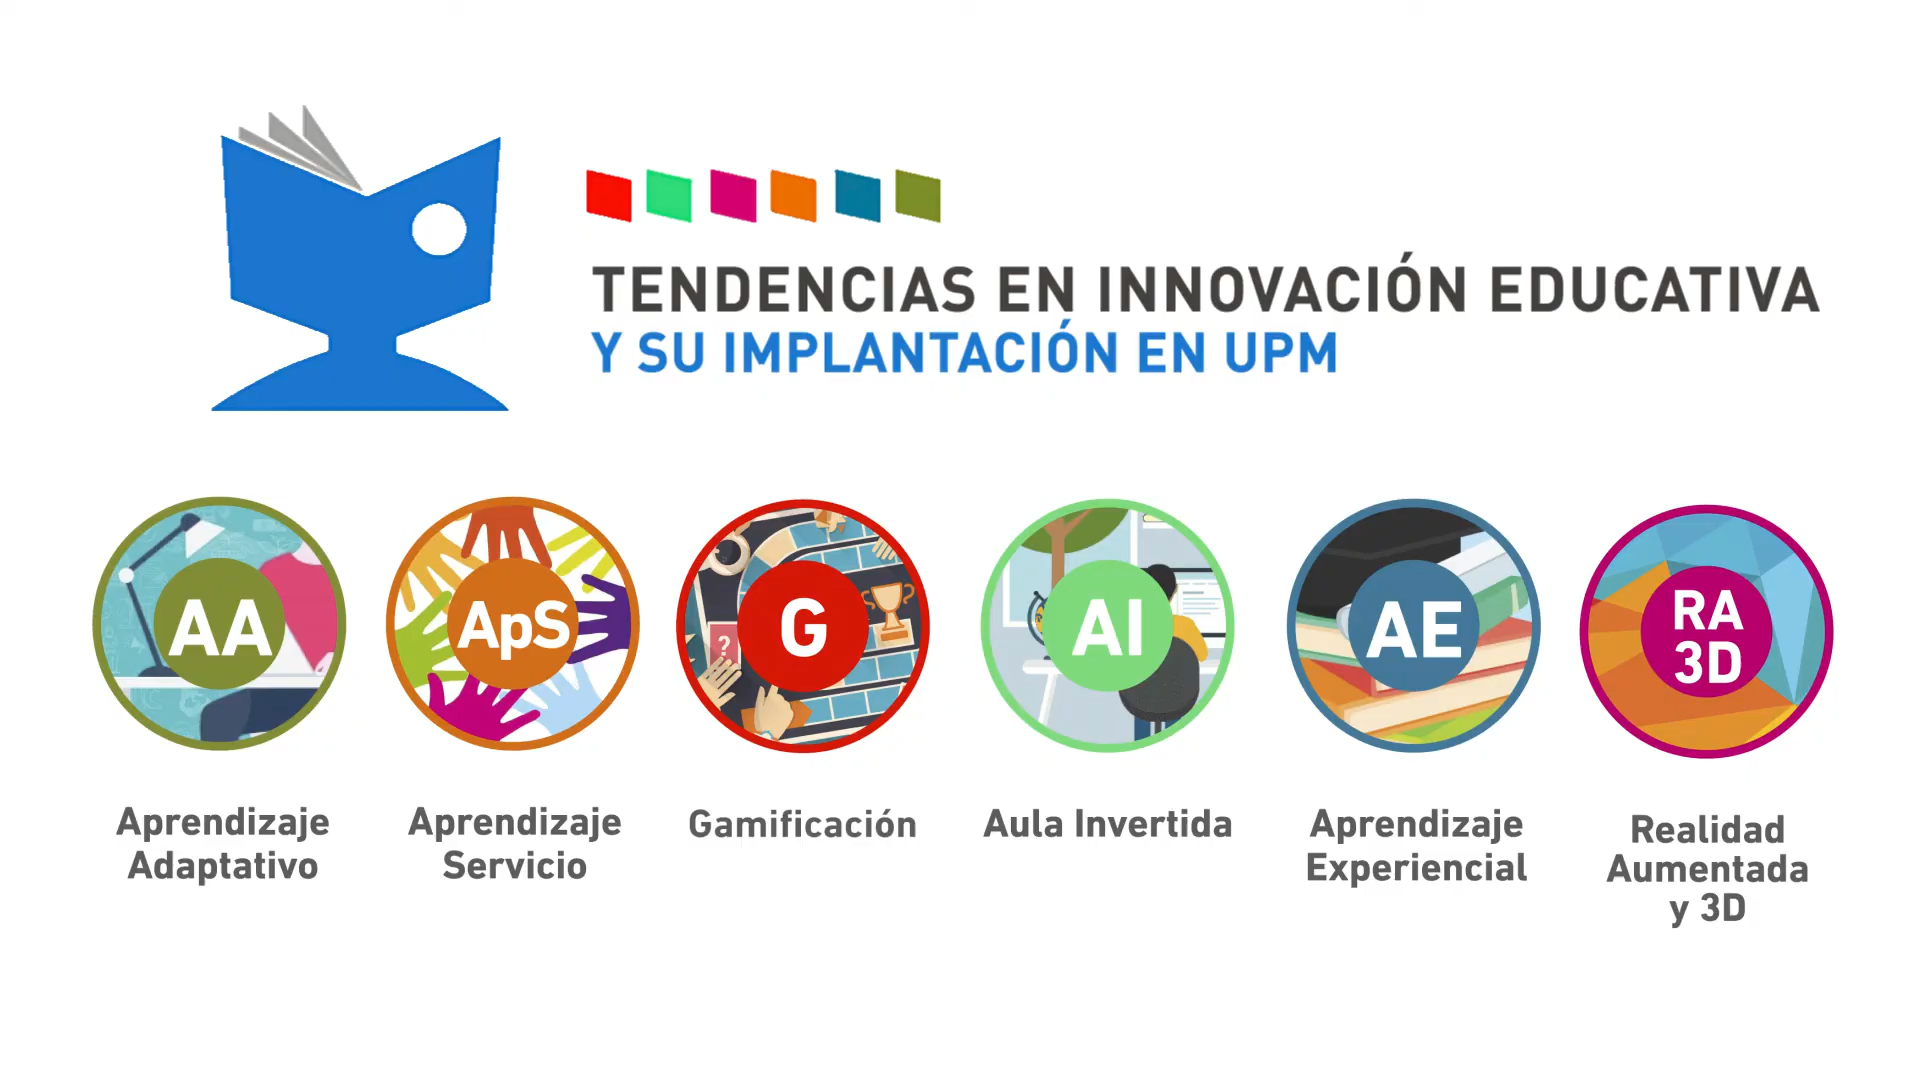 TENDENCIAS EN INNOVACIÓN EDUCATIVA
Y SU IMPLANTACIÓN EN UPM
AA
ApS
?
G
AI
AE
RA
3D
Aprendizaje
Adaptativo
Aprendizaje
Servicio
Gamificación
Aula Invertida
Aprendizaje
Experiencial
Realidad
Aumentada
y 3D